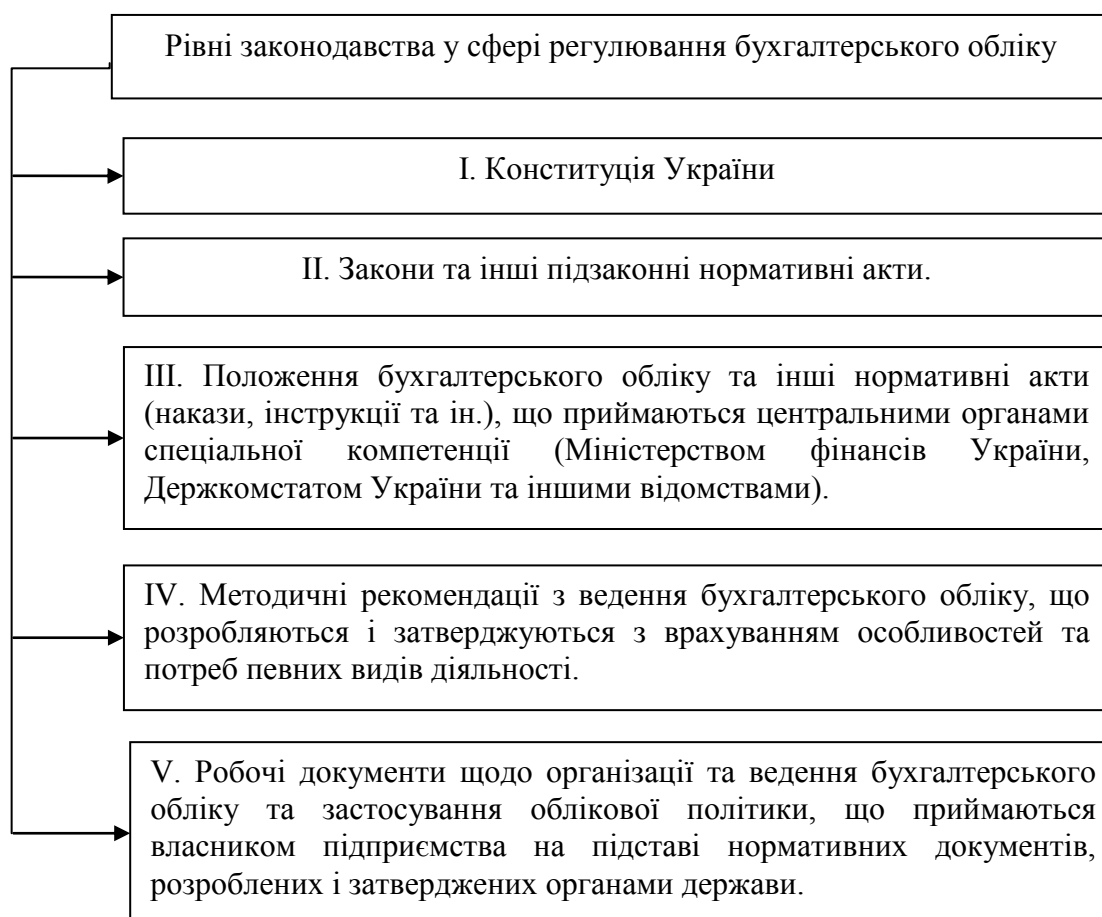 Рівні законодавства у сфері регулювання бухгалтерського обліку
І. Конституція України
ІІ. Закони та інші підзаконні нормативні акти.
ІІІ. Положення бухгалтерського обліку та інші нормативні акти
(накази, інструкції та ін.), що приймаються центральними органами
спеціальної компетенції (Міністерством фінансів України,
Держкомстатом України та іншими відомствами).
IV. Методичні рекомендації з ведення бухгалтерського обліку, що
розробляються і затверджуються з врахуванням особливостей та
потреб певних видів діяльності.
V. Робочі документи щодо організації та ведення бухгалтерського
обліку та застосування облікової політики, що приймаються
власником підприємства на підставі нормативних документів,
розроблених і затверджених органами держави.